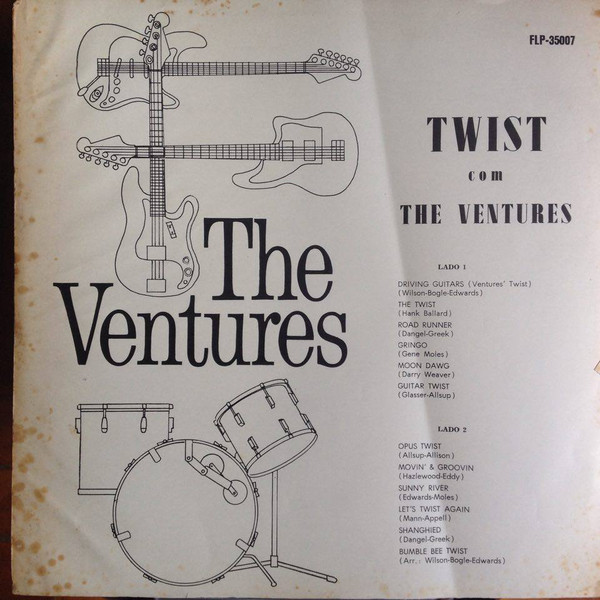 FLP-35007
TWIST
com
THE VENTURES
The
Ventures
LADO 1
DRIVING GUITARS (Ventures' Twist)
(Wilson-Bogle-Edwards)
THE TWIST
(Hank Ballard)
ROAD RUNNER
(Dangel-Greek)
GRINGO
(Gene Moles)
MOON DAWG
(Darry Weaver)
GUITAR TWIST
(Glasser-Allsup)
LADO 2
OPUS TWIST
(Allsup-Allison)
MOVIN' & GROOVIN
(Hazlewood-Eddy)
SUNNY RIVER
(Edwards-Moles)
LET'S TWIST AGAIN
(Mann-Appell)
SHANGHIED
(Dangel-Greek)
BUMBLE BEE TWIST
(Arr.: Wilson-Bogle-Edwards)